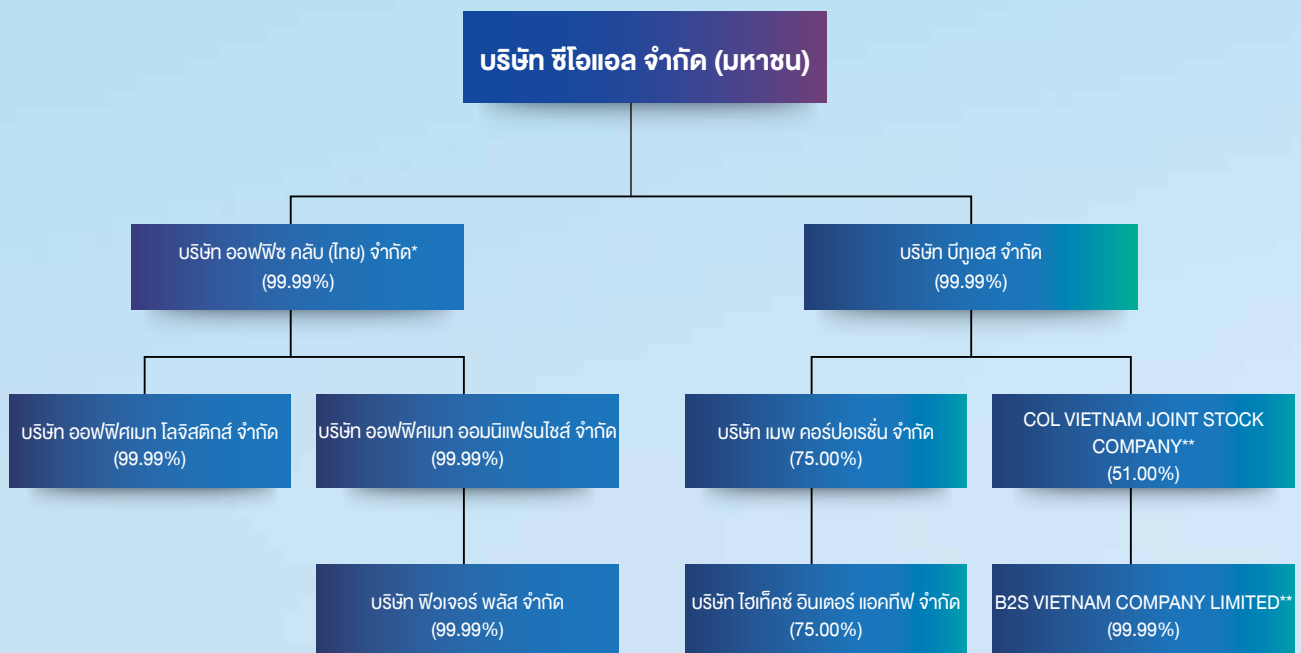 บริษัท ซีโอแอล จำกัด (มหาชน)
บริษัท ออฟฟิซ คลับ (ไทย) จำกัด*
(99.99%)
บริษัท บีทูเอส จำกัด
(99.99%)
บริษัท ออฟฟิศเมท โลจิสติกส์ จำกัด
(99.99%)
บริษัท ออฟฟิศเมท ออมนิแฟรนไชส์ จำกัด
(99.99%)
บริษัท เมพ คอร์ปอเรชั่น จำกัด
(75.00%)
COL VIETNAM JOINT STOCK
COMPANY**
(51.00%)
บริษัท ฟิวเจอร์ พลัส จำกัด
(99.99%)
บริษัท ไฮเท็คซ์ อินเตอร์ แอคทีฟ จำกัด
(75.00%)
B2S VIETNAM COMPANY LIMITED**
(99.99%)